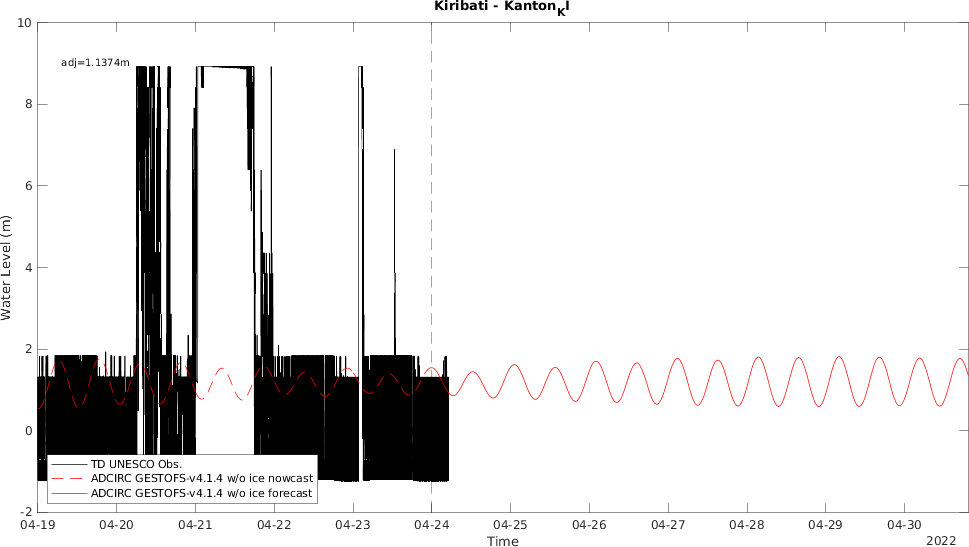 Kiribati - Kanton_KI
adj=1.1374m
10
8
6
4
2
0
-2
Water Level (m)
TD UNESCO Obs.
ADCIRC GESTOFS-v4.1.4 w/o ice nowcast
ADCIRC GESTOFS-v4.1.4 w/o ice forecast
04-19 04-20 04-21 04-22 04-23 04-24 04-25 04-26 04-27 04-28 04-29 04-30
Time
2022